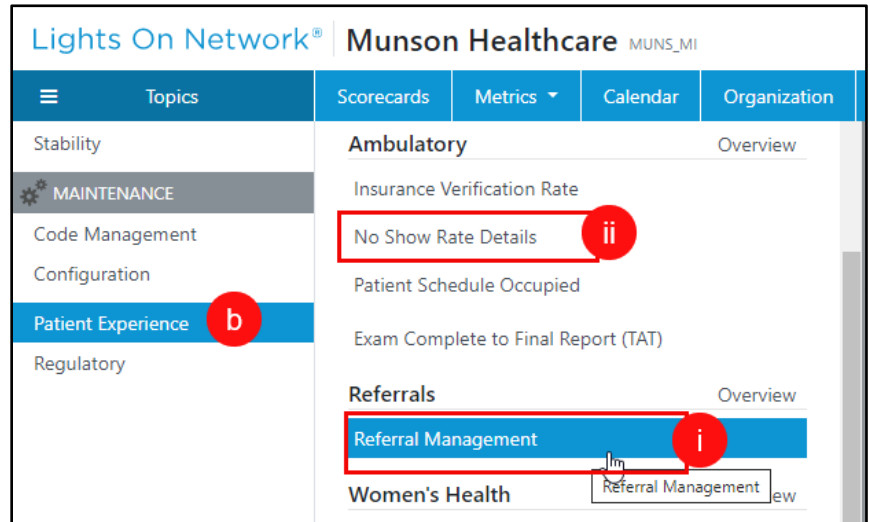 Lights On Network® Munson Healthcare MUNS_MI
Topics Scorecards Metrics Calendar Organization
Stability
MAINTENANCE
Code Management
Configuration
Patient Experience b
Regulatory
Ambulatory Overview
Insurance Verification Rate
No Show Rate Details ii
Patient Schedule Occupied
Exam Complete to Final Report (TAT)
Referrals Overview
Referral Management i
Referral Management
Women's Health ew